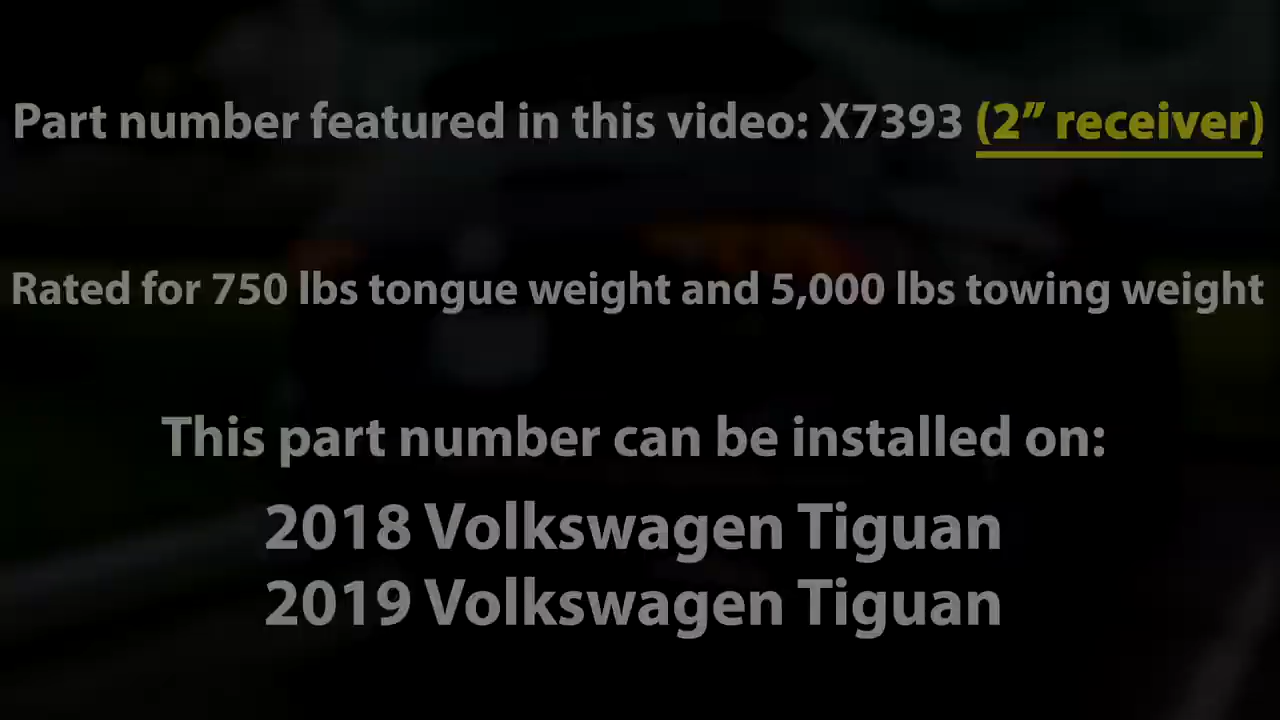 Part number featured in this video: X7393 (2” receiver)
Rated for 750 lbs tongue weight and 5,000 lbs towing weight
This part number can be installed on:
2018 Volkswagen Tiguan
2019 Volkswagen Tiguan